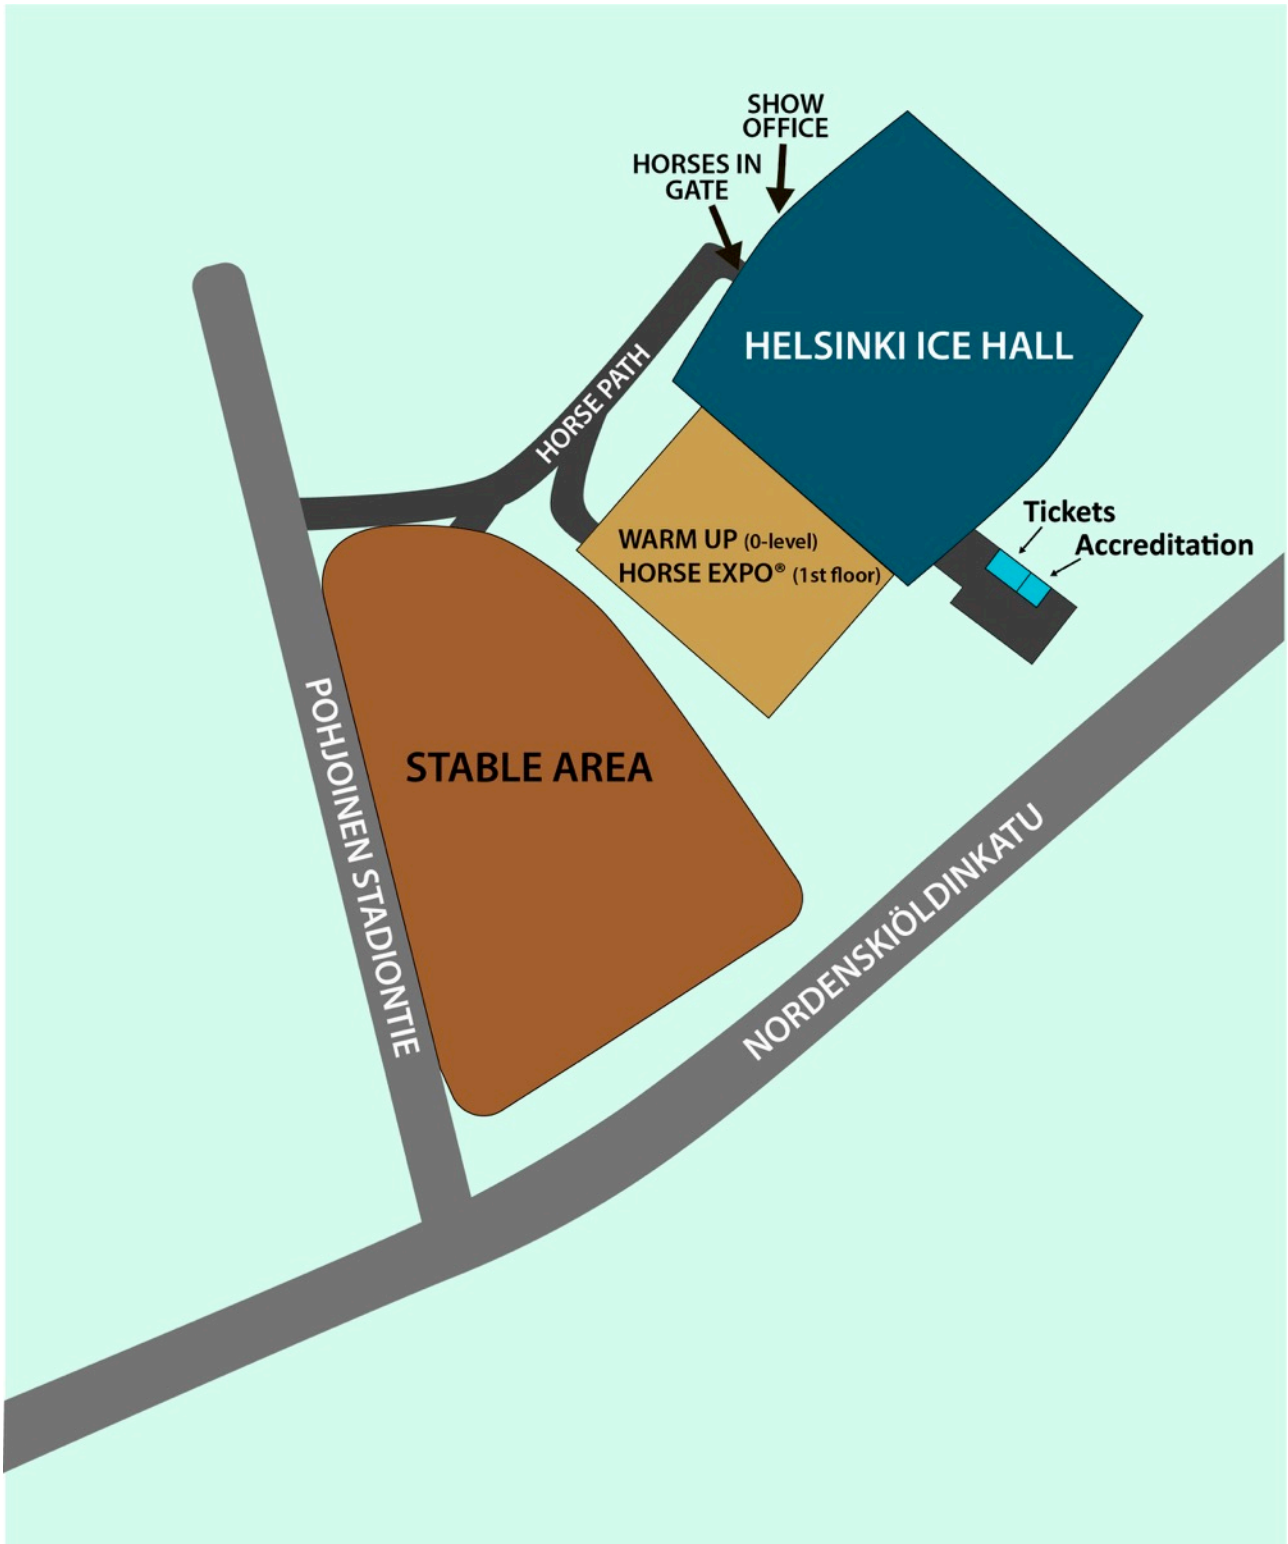 SHOW
OFFICE
HORSES IN
GATE
HELSINKI ICE HALL
HORSE PATH
Tickets
Accreditation
WARM UP (0-level)
HORSE EXPO® (1st floor)
STABLE AREA
POHJOINEN STADIONTIE
NORDENSKIÖLDINKATU